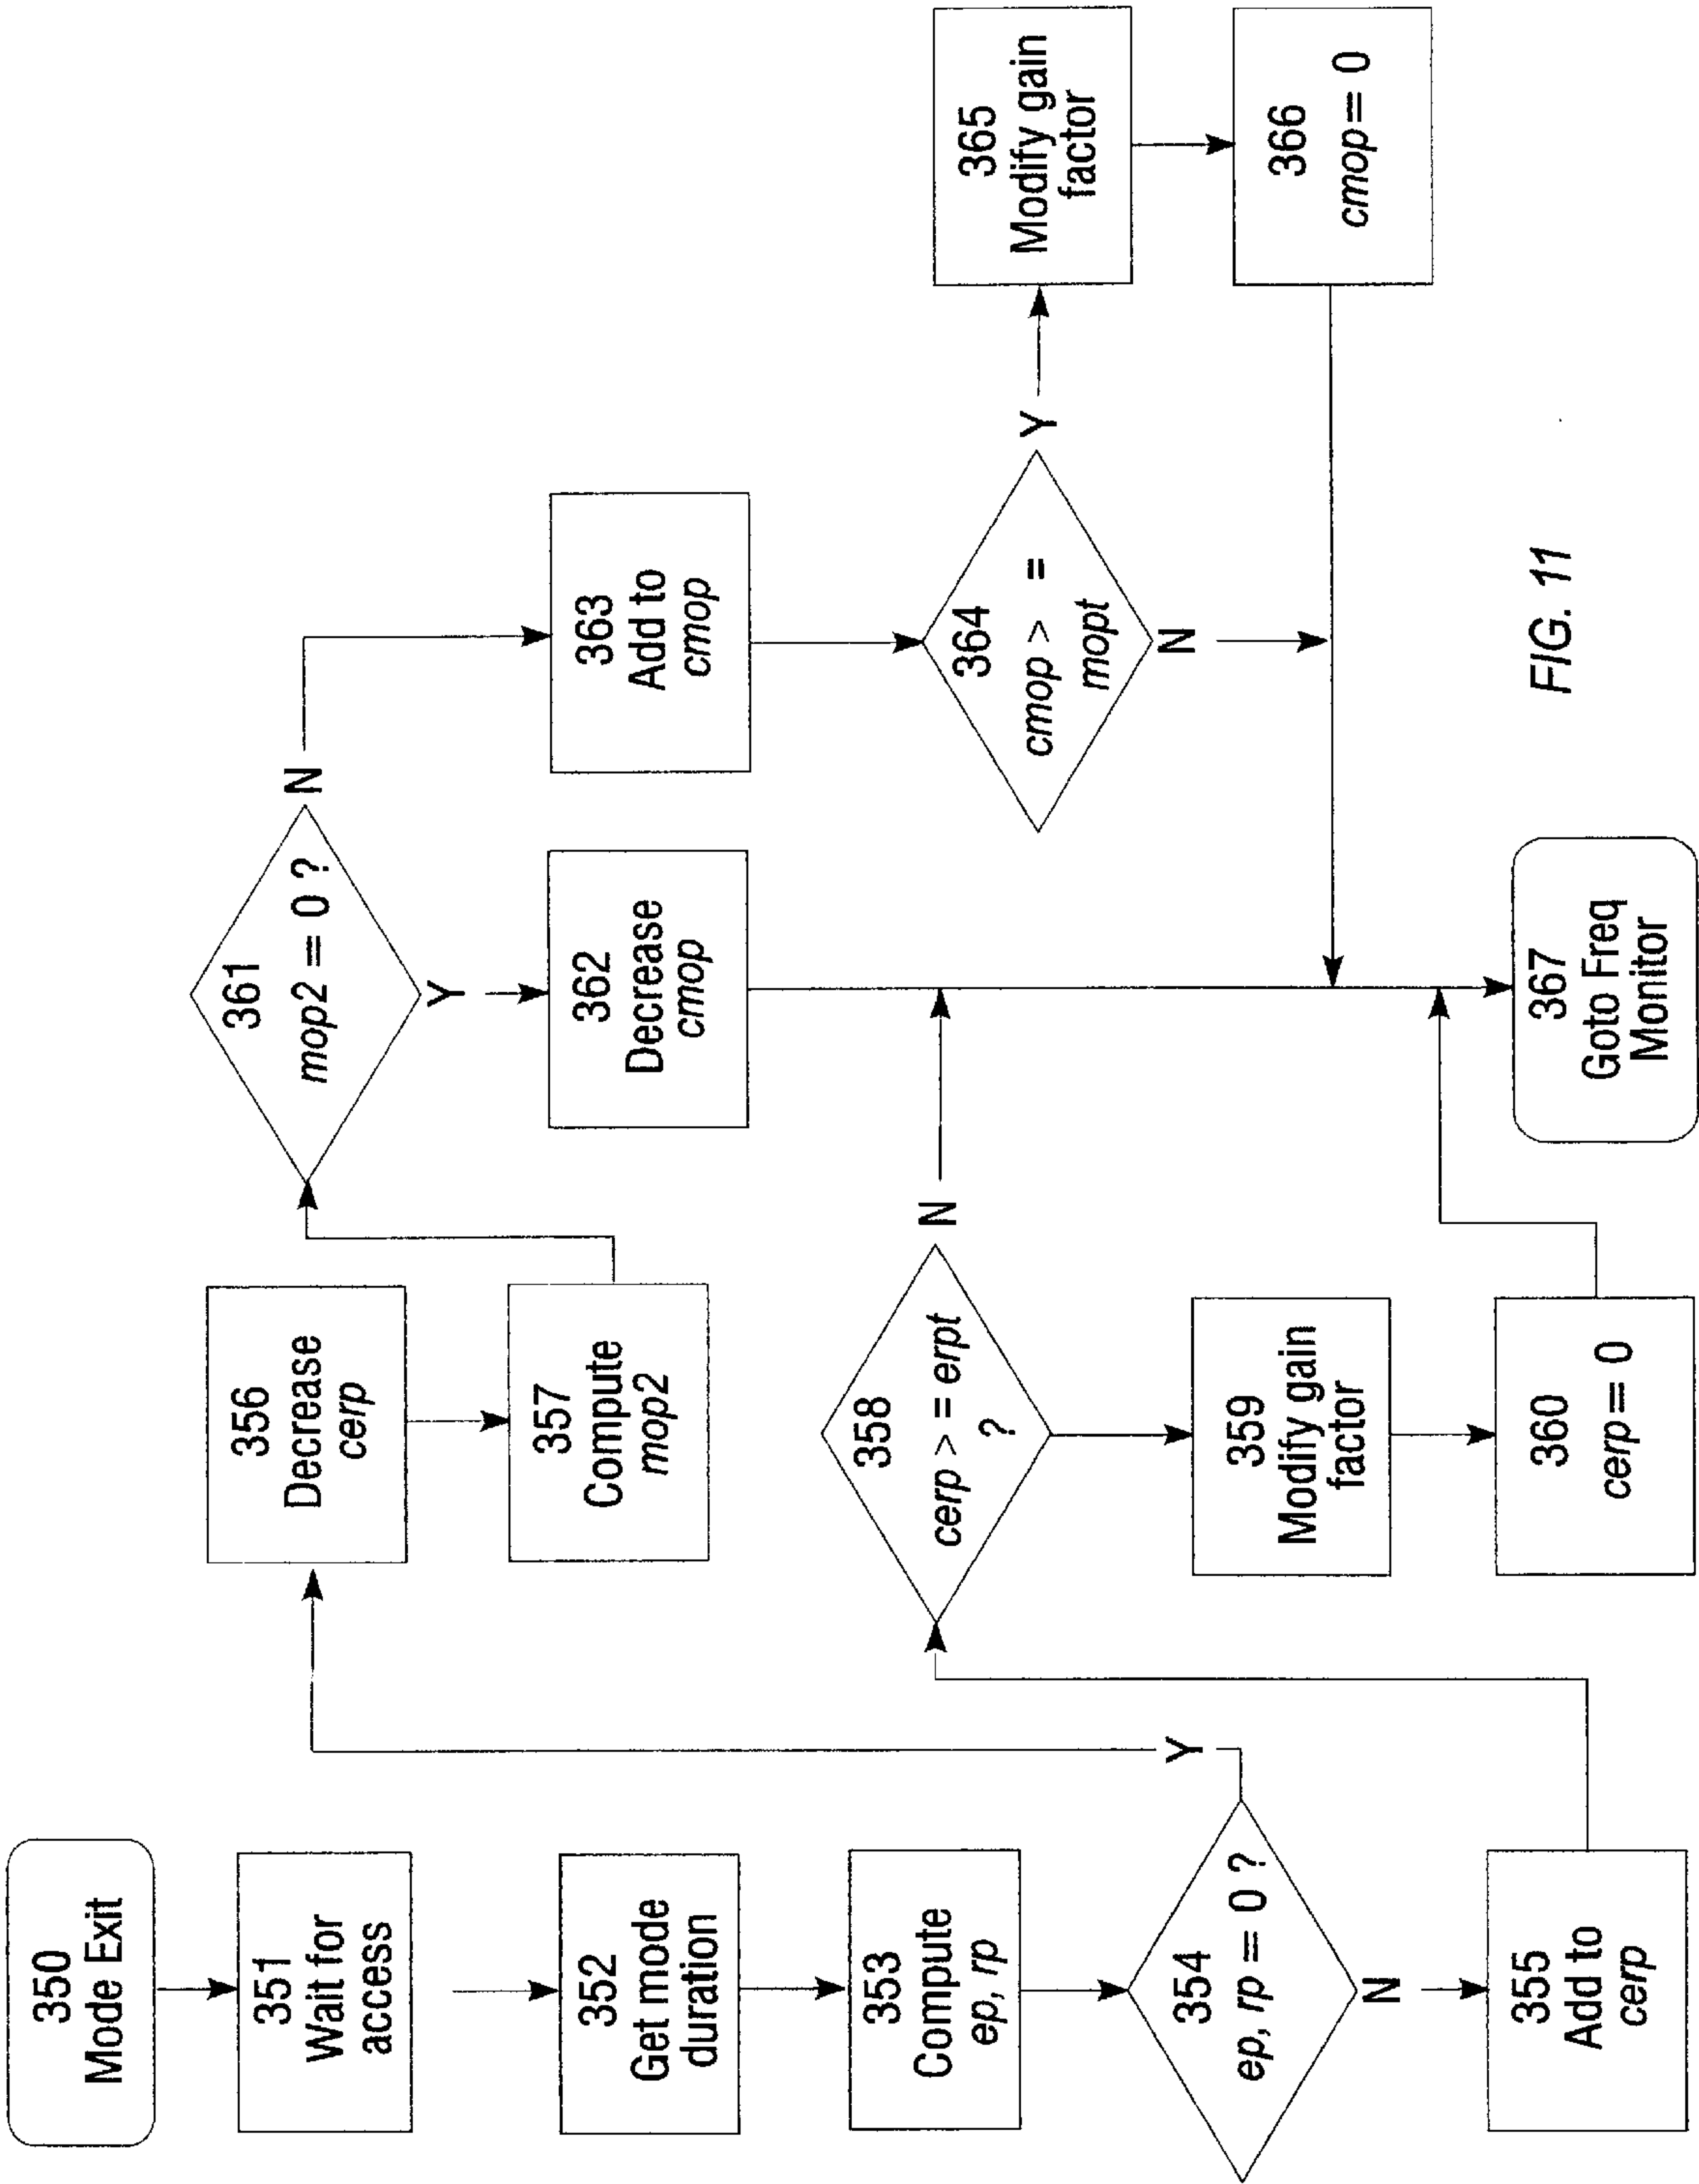 350
Mode Exit
351
Wait for
access
352
Get mode
duration
353
Compute
ep, rp
354
ep, rp = 0 ?
Y
N
355
Add to
cerp
356
Decrease
cerp
357
Compute
mop2
358
cerp > = erpt
?
N
359
Modify gain
factor
360
cerp = 0
361
mop2 = 0 ?
N
Y
362
Decrease
cmop
363
Add to
cmop
364
cmop > =
mopt
Y
N
365
Modify gain
factor
366
cmop = 0
367
Goto Freq
Monitor
FIG. 11